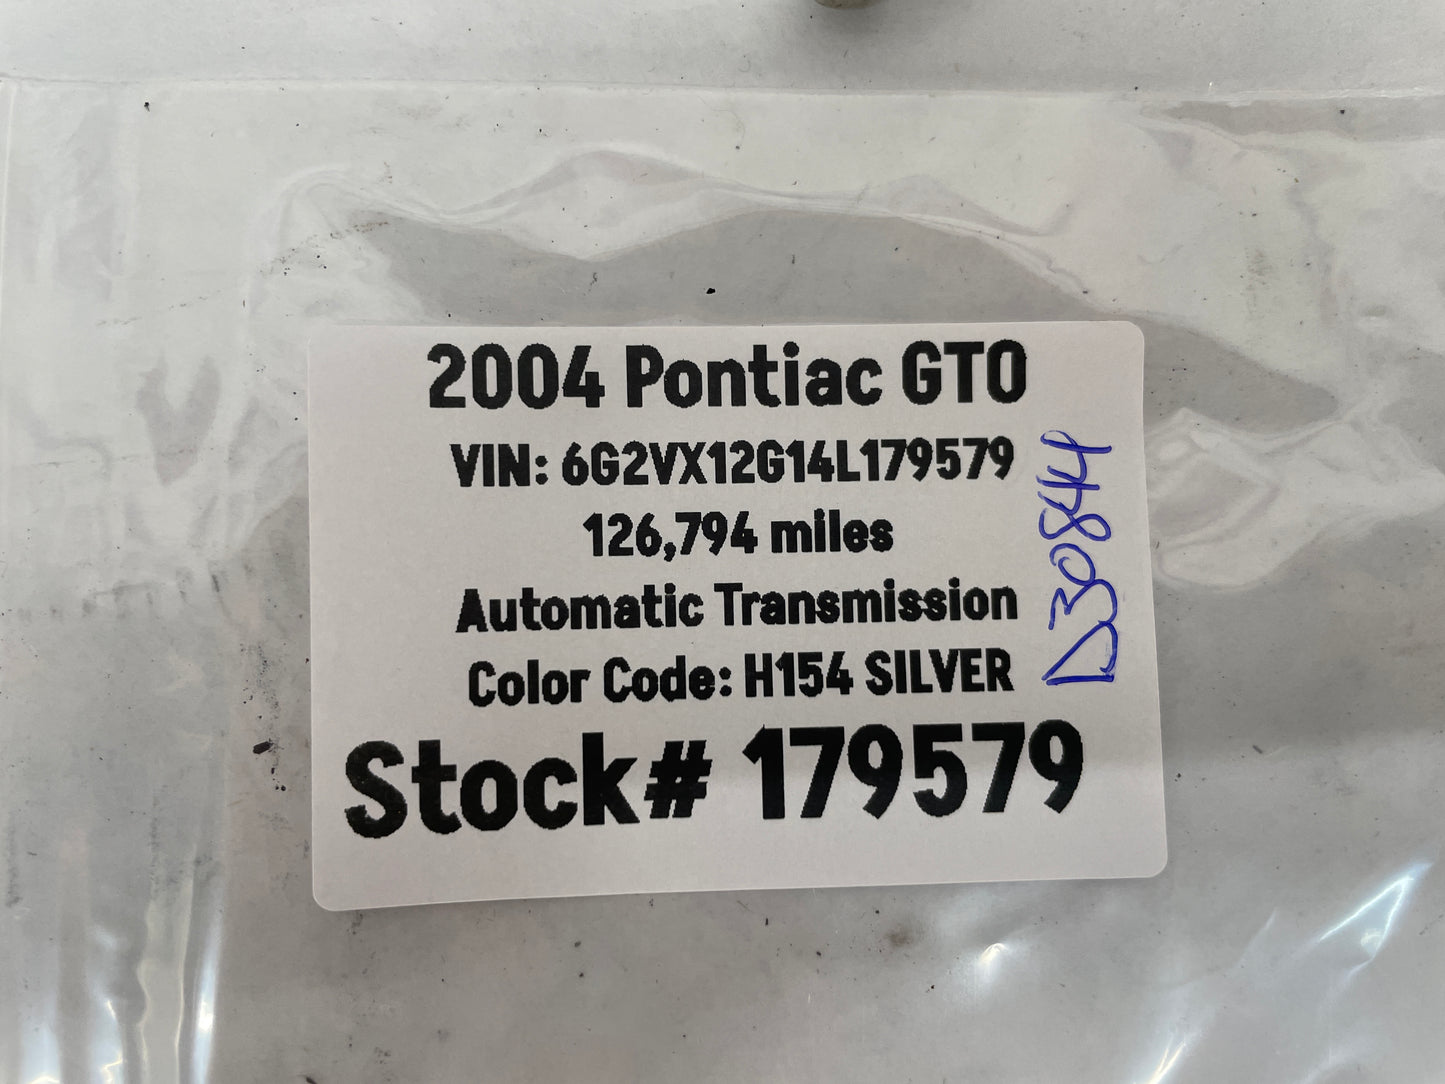 2004 Pontiac GTO
VIN: 6G2VX12G14L179579
126,794 miles
Automatic Transmission
Color Code: H154 SILVER
Stock# 179579
D30844